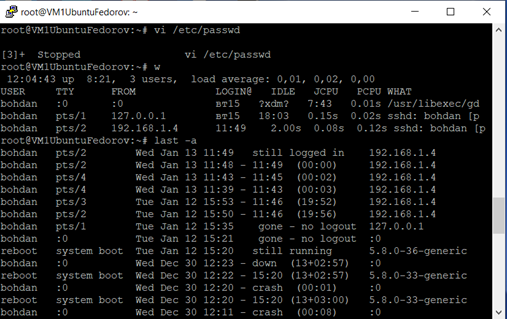 root@VM1UbuntuFedorov: ~
root@VM1UbuntuFedorov:~# vi /etc/passwd
[3]+  Stopped                 vi /etc/passwd
root@VM1UbuntuFedorov:~# w
 12:04:43 up  8:21,  3 users,  load average: 0,01, 0,02, 0,00
USER     TTY      FROM             LOGIN@   IDLE   JCPU   PCPU WHAT
bohdan   :0       :0               вт15   ?xdm?   7:43   0.01s /usr/libexec/gd
bohdan   pts/1    127.0.0.1        вт15   18:03   0.15s  0.02s sshd: bohdan [p
bohdan   pts/2    192.168.1.4      11:49    2.00s  0.08s  0.12s sshd: bohdan [p
root@VM1UbuntuFedorov:~# last -a
bohdan   pts/2        Wed Jan 13 11:49   still logged in    192.168.1.4
bohdan   pts/2        Wed Jan 13 11:48 - 11:49  (00:00)     192.168.1.4
bohdan   pts/4        Wed Jan 13 11:43 - 11:45  (00:02)     192.168.1.4
bohdan   pts/4        Wed Jan 13 11:39 - 11:43  (00:03)     192.168.1.4
bohdan   pts/3        Tue Jan 12 15:53 - 11:46  (19:52)     192.168.1.4
bohdan   pts/2        Tue Jan 12 15:50 - 11:46  (19:56)     192.168.1.4
bohdan   pts/1        Tue Jan 12 15:35    gone - no logout  127.0.0.1
bohdan   :0           Tue Jan 12 15:21    gone - no logout  :0
reboot   system boot  Tue Jan 12 15:20   still running      5.8.0-36-generic
bohdan   :0           Wed Dec 30 12:23 - down  (13+02:57)   :0
reboot   system boot  Wed Dec 30 12:22 - 15:20 (13+02:57)   5.8.0-33-generic
bohdan   :0           Wed Dec 30 12:20 - crash  (00:01)     :0
reboot   system boot  Wed Dec 30 12:20 - 15:20 (13+03:00)   5.8.0-33-generic
bohdan   :0           Wed Dec 30 12:11 - crash  (00:08)     :0